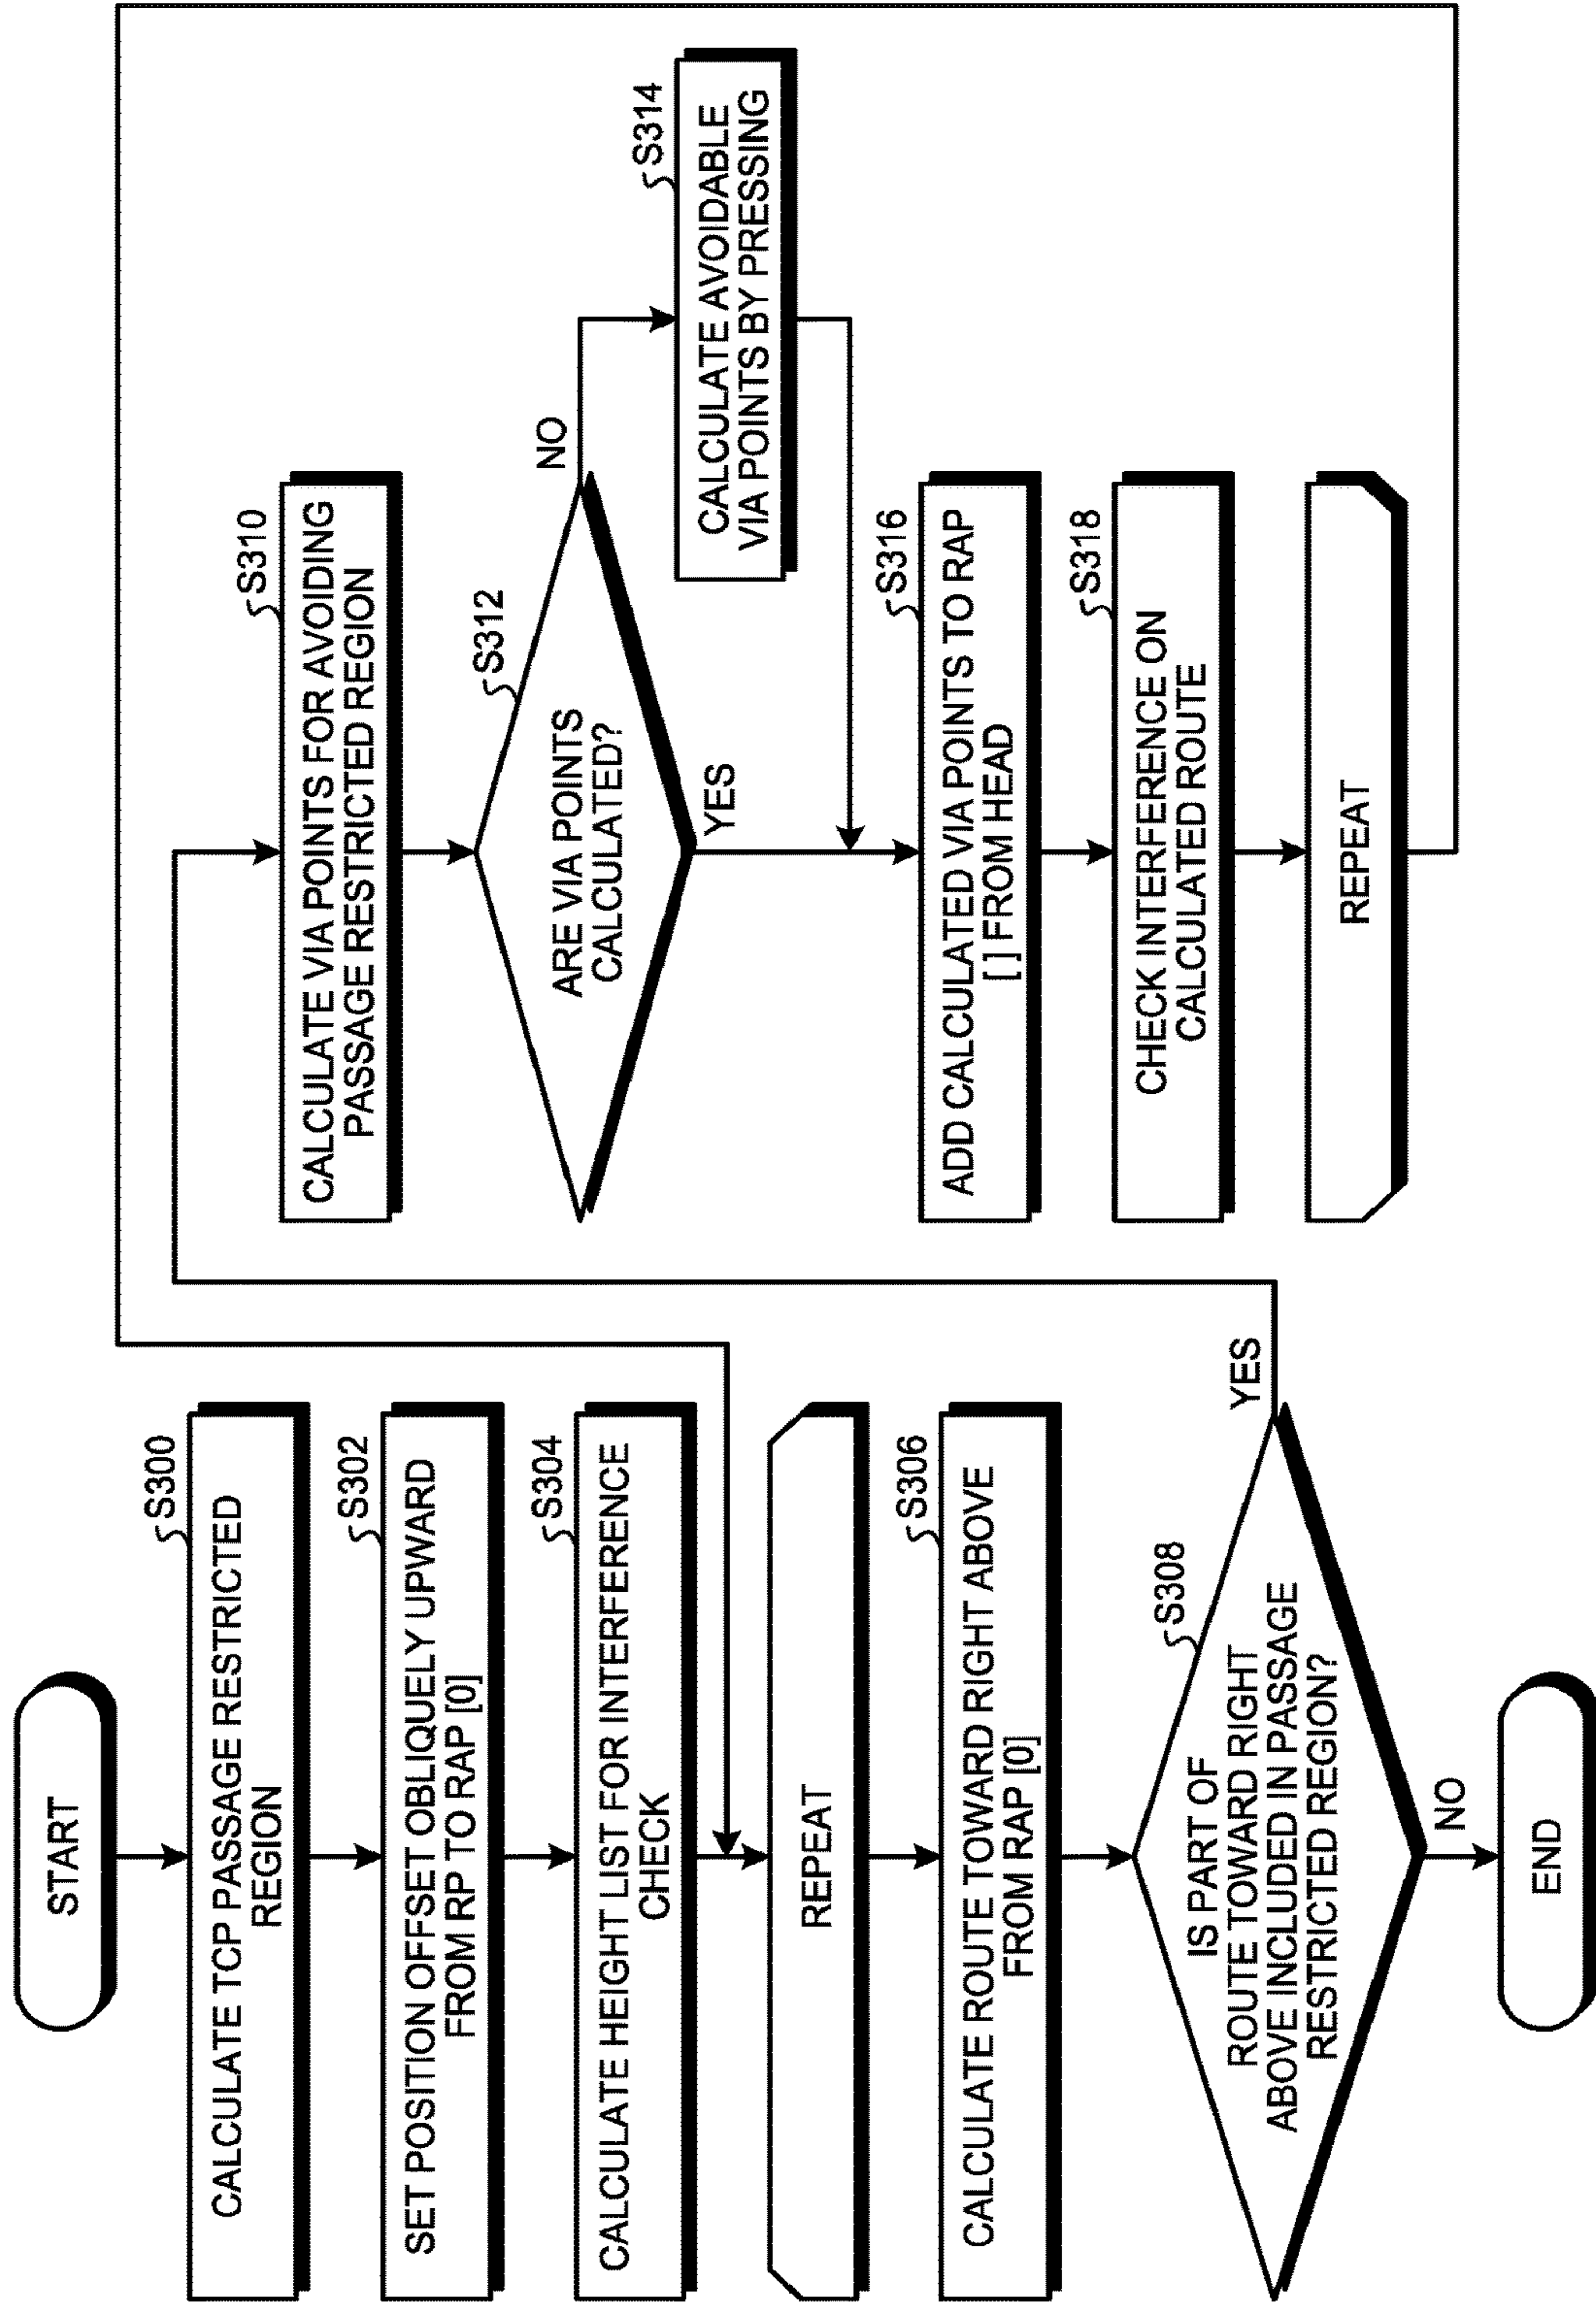 START
S300
CALCULATE TCP PASSAGE RESTRICTED
REGION
S302
SET POSITION OFFSET OBLIQUELY UPWARD
FROM RP TO RAP [0]
S304
CALCULATE HEIGHT LIST FOR INTERFERENCE
CHECK
REPEAT
S306
CALCULATE ROUTE TOWARD RIGHT ABOVE
FROM RAP [0]
S308
IS PART OF
ROUTE TOWARD RIGHT
ABOVE INCLUDED IN PASSAGE
RESTRICTED REGION?
YES
NO
END
S310
CALCULATE VIA POINTS FOR AVOIDING
PASSAGE RESTRICTED REGION
S312
ARE VIA POINTS
CALCULATED?
NO
YES
S314
CALCULATE AVOIDABLE
VIA POINTS BY PRESSING
S316
ADD CALCULATED VIA POINTS TO RAP
[ ] FROM HEAD
S318
CHECK INTERFERENCE ON
CALCULATED ROUTE
REPEAT